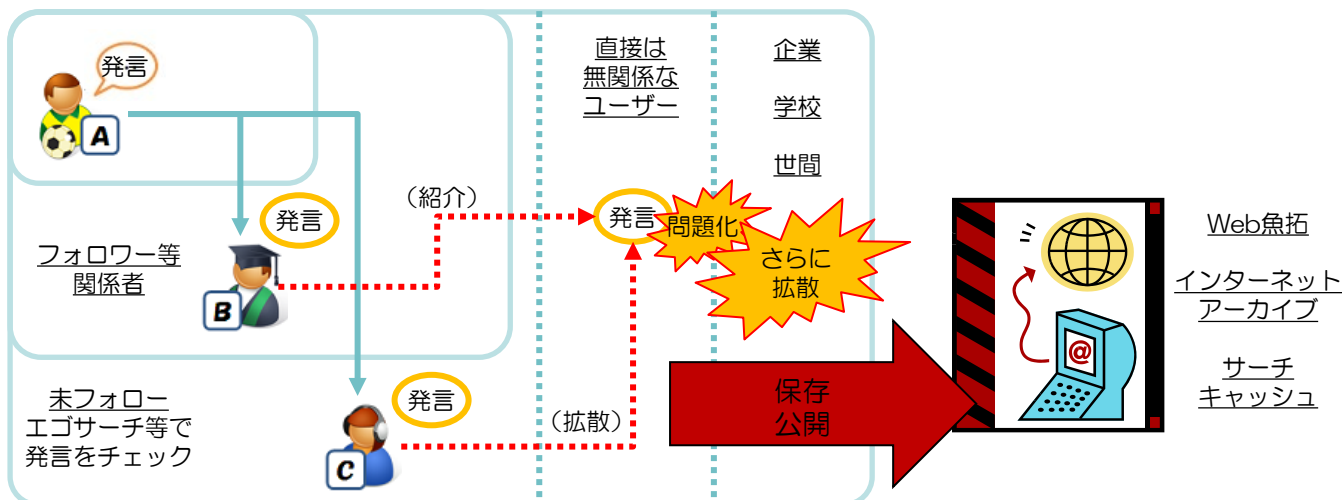 発言
A
フォロワー等
関係者
発言
B
未フォロー
エゴサーチ等で
発言をチェック
発言
C
（紹介）
（拡散）
直接は
無関係な
ユーザー
発言
問題化
企業
学校
世間
さらに
拡散
保存
公開
@
Web魚拓
インターネット
アーカイブ
サーチ
キャッシュ